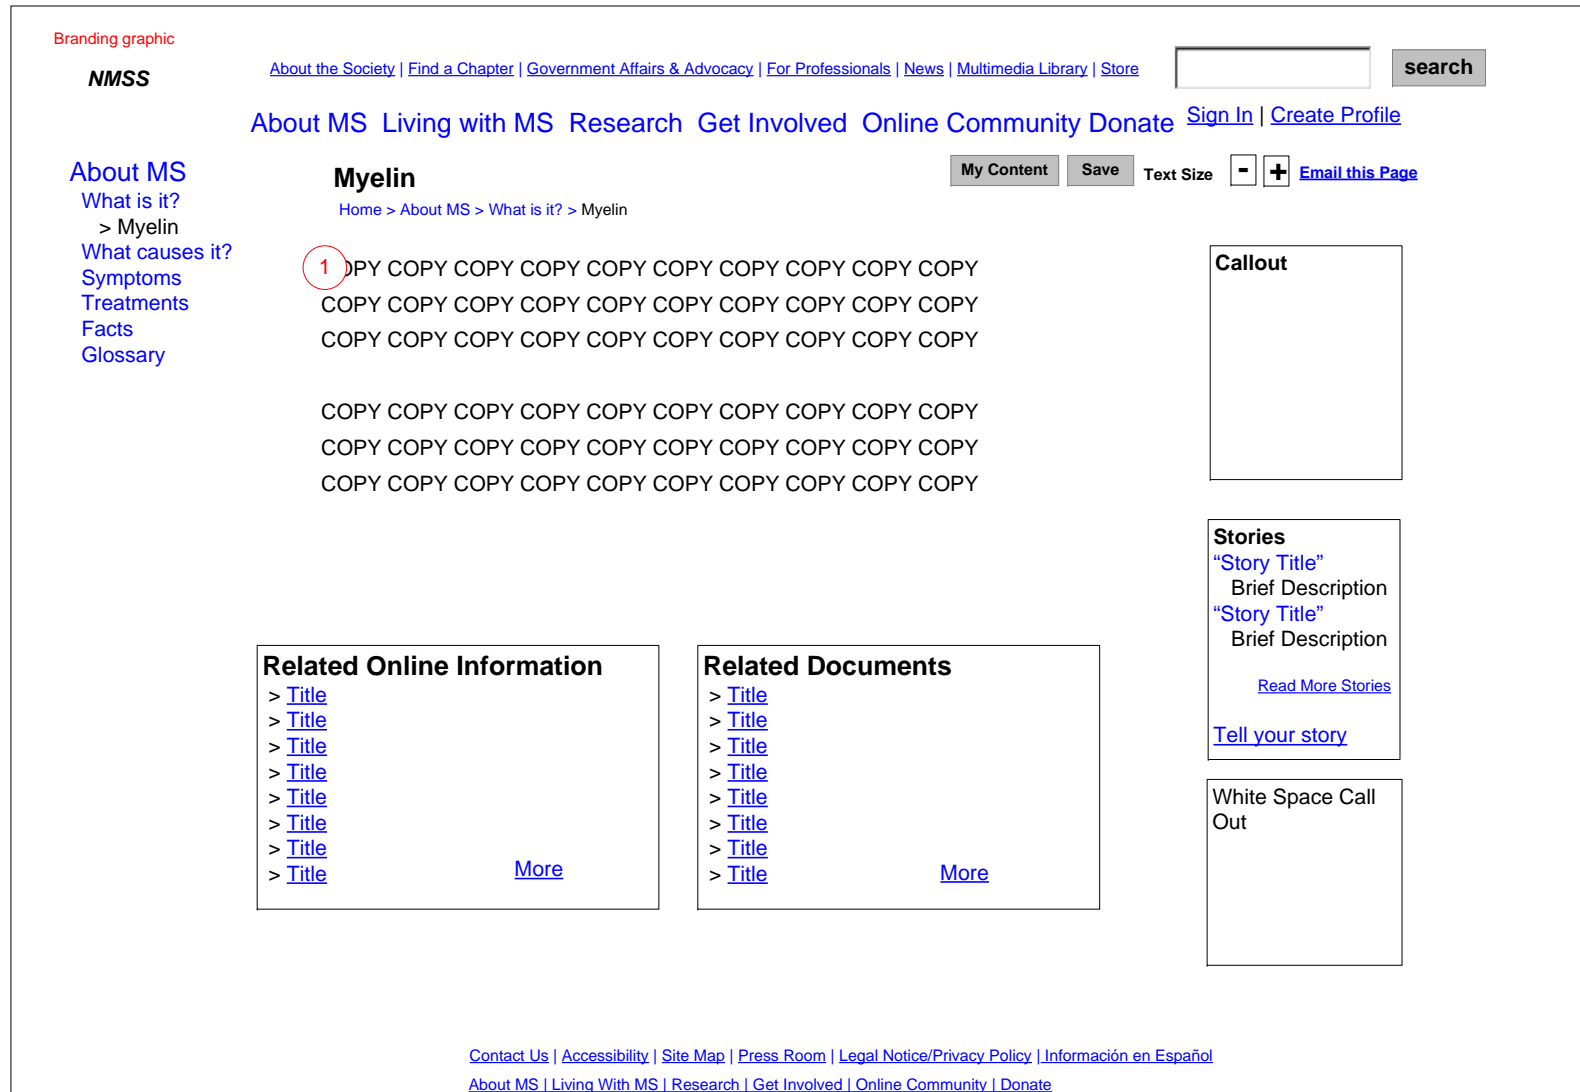 Branding graphic
NMSS
About the Society | Find a Chapter | Government Affairs & Advocacy | For Professionals | News | Multimedia Library | Store
search
About MS Living with MS Research Get Involved Online Community Donate
Sign In | Create Profile
About MS
What is it?
> Myelin
What causes it?
Symptoms
Treatments
Facts
Glossary
Myelin
My Content Save Text Size - + Email this Page
Home > About MS > What is it? > Myelin
1 OPY COPY COPY COPY COPY COPY COPY COPY COPY COPY
COPY COPY COPY COPY COPY COPY COPY COPY COPY COPY
COPY COPY COPY COPY COPY COPY COPY COPY COPY COPY
COPY COPY COPY COPY COPY COPY COPY COPY COPY COPY
COPY COPY COPY COPY COPY COPY COPY COPY COPY COPY
COPY COPY COPY COPY COPY COPY COPY COPY COPY COPY
Callout
Stories
“Story Title”
Brief Description
“Story Title”
Brief Description
Read More Stories
Tell your story
White Space Call
Out
Related Online Information
> Title
> Title
> Title
> Title
> Title
> Title
> Title
> Title
More
Related Documents
> Title
> Title
> Title
> Title
> Title
> Title
> Title
> Title
More
Contact Us | Accessibility | Site Map | Press Room | Legal Notice/Privacy Policy | Información en Español
About MS | Living With MS | Research | Get Involved | Online Community | Donate